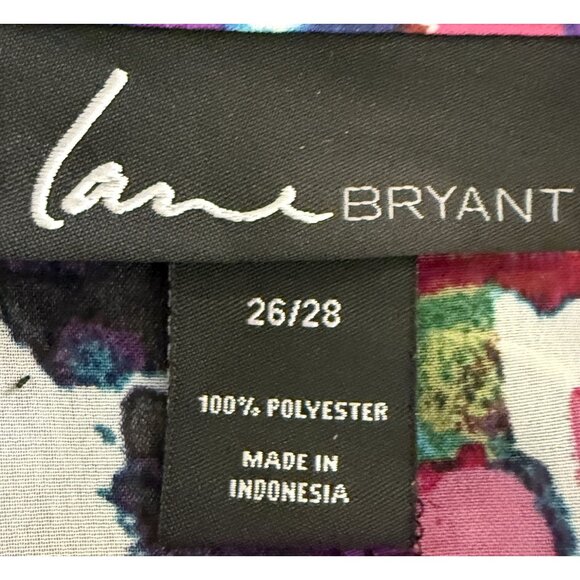 lane BRYANT
26/28
100% POLYESTER
MADE IN
INDONESIA